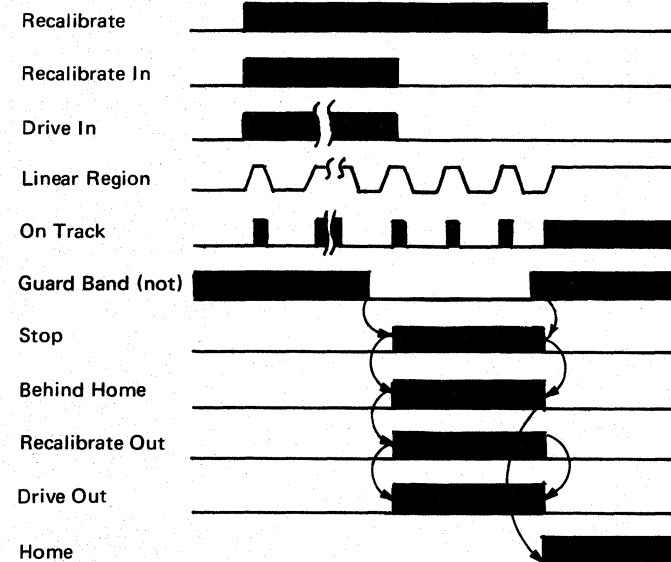 Recalibrate
Recalibrate In
Drive In
Linear Region
On Track
Guard Band (not)
Stop
Behind Home
Recalibrate Out
Drive Out
Home